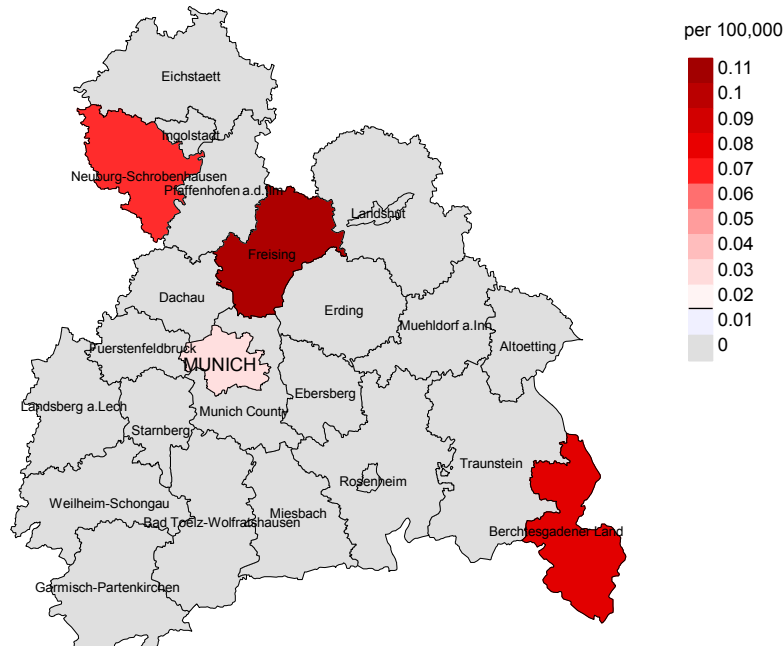 per 100,000
0.11
0.1
0.09
0.08
0.07
0.06
0.05
0.04
0.03
0.02
0.01
0
Eichstaett
Ingolstadt
Neuburg-Schrobenhausen
Pfaffenhofen a.d.Ilm
Landshut
Freising
Dachau
Erding
Muehldorf a.Inn
Altoetting
Fuerstenfeldbruck
MUNICH
Ebersberg
Landsberg a.Lech
Munich County
Starnberg
Traunstein
Rosenheim
Weilheim-Schongau
Miesbach
Bad Toelz-Wolfratshausen
Berchtesgadener Land
Garmisch-Partenkirchen